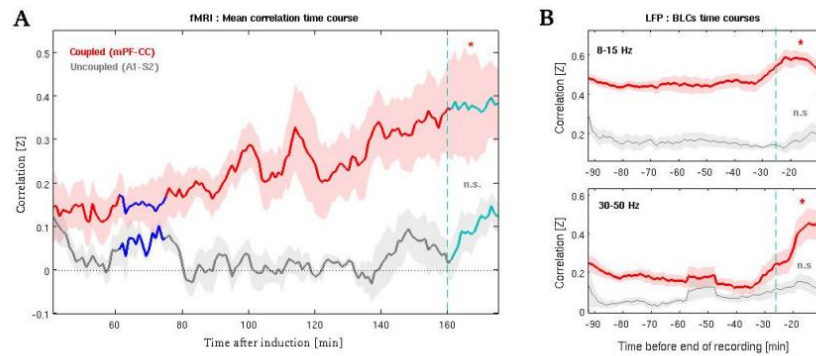 A
fMRI : Mean correlation time course
Coupled (mPF-CC)
Uncoupled (A1-S2)
*
n.s.
Correlation [Z]
0.5
0.4
0.3
0.2
0.1
0
-0.1
60 80 100 120 140 160
Time after induction [min]
B
LFP : BLCs time courses
8-15 Hz
*
n.s
Correlation [Z]
0.6
0.4
0.2
-90 -80 -70 -60 -50 -40 -30 -20
30-50 Hz
*
n.s
Correlation [Z]
0.6
0.4
0.2
0
-90 -80 -70 -60 -50 -40 -30 -20
Time before end of recording [min]